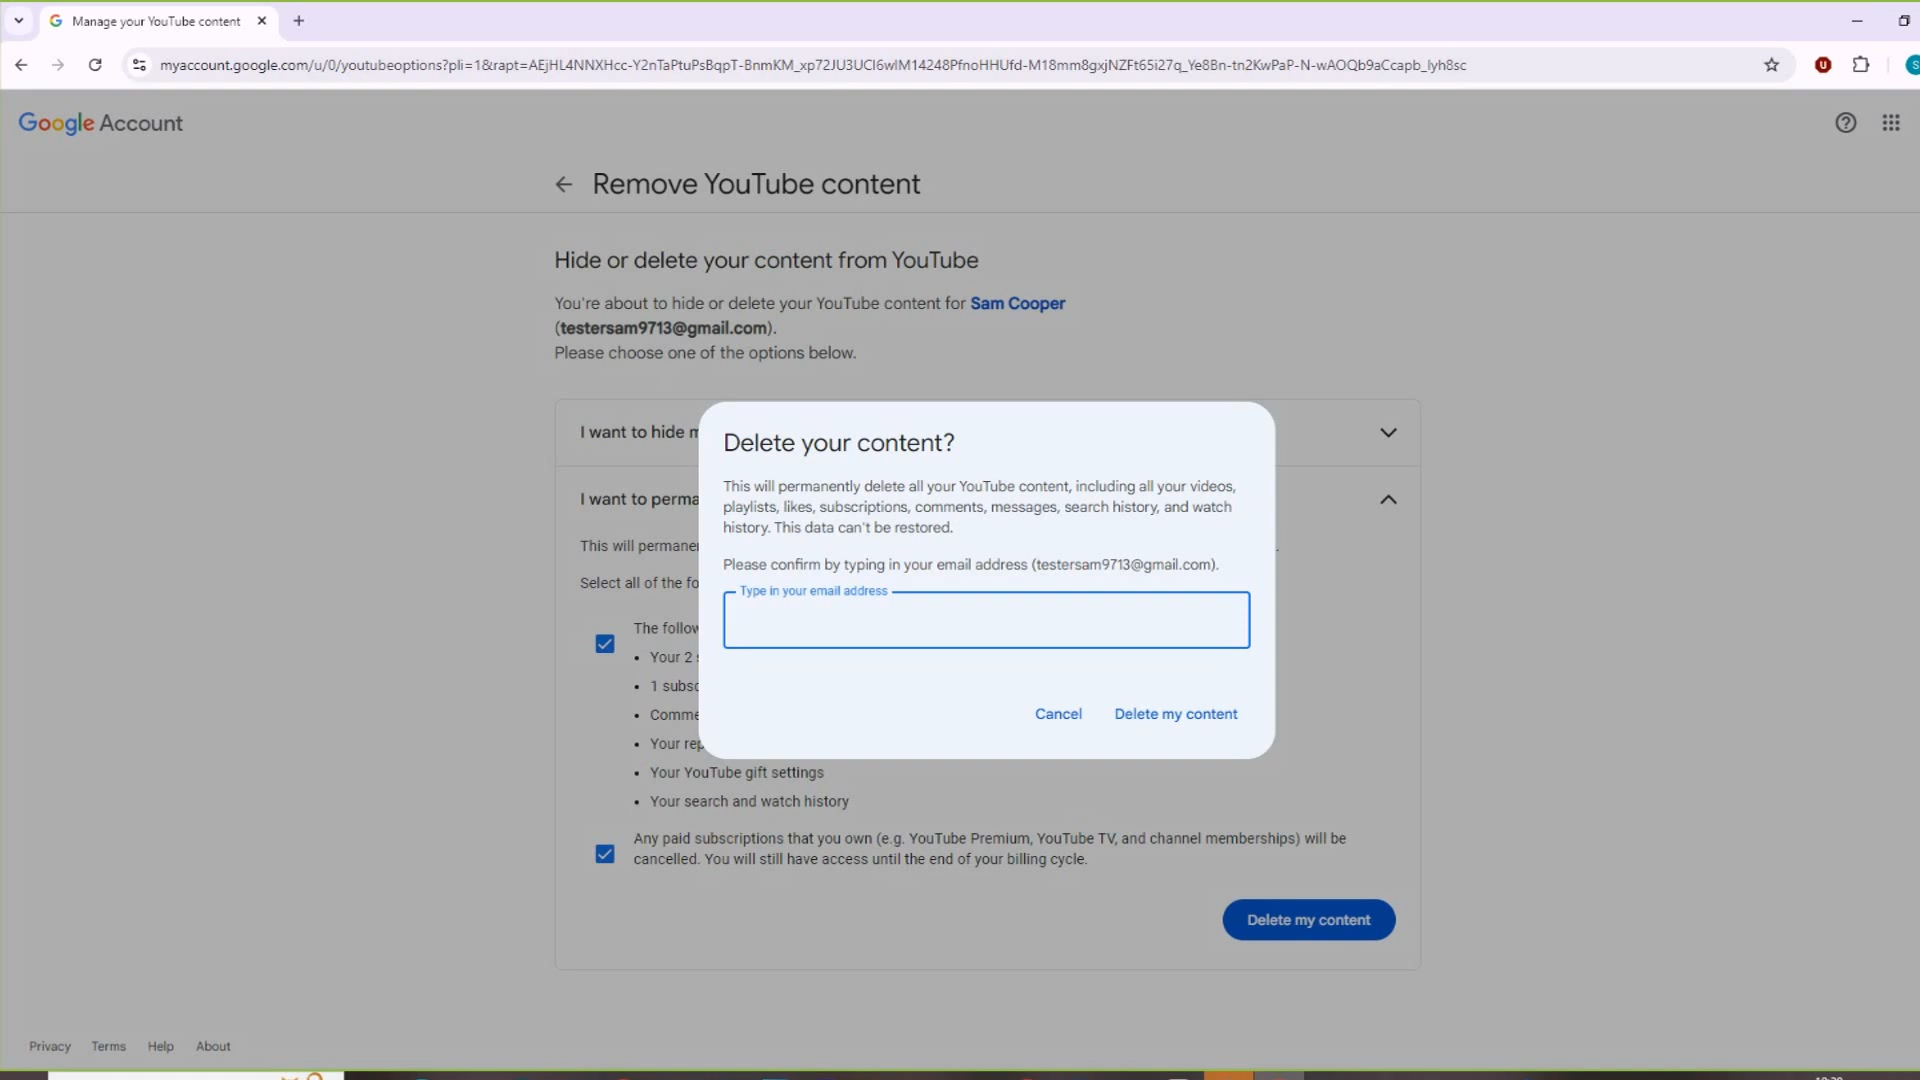 Manage your YouTube content
myaccount.google.com/u/0/youtubeoptions?pli=1&rapt=AEjHL4NNXHcc-Y2nTaPtuPsBqpT-BnmKM_xp72JU3UCl6wlM14248PfnoHHUfd-M18mm8gxjNZFt65i27q_Ye8Bn-tn2KwPaP-N-wAOQb9aCcapb_lyh8sc
S
Google Account
Remove YouTube content
Hide or delete your content from YouTube
You're about to hide or delete your YouTube content for Sam Cooper
(testersam9713@gmail.com).
Please choose one of the options below.
I want to hide m
Delete your content?
This will permanently delete all your YouTube content, including all your videos,
playlists, likes, subscriptions, comments, messages, search history, and watch
history. This data can't be restored.
Please confirm by typing in your email address (testersam9713@gmail.com).
Type in your email address
Cancel Delete my content
I want to perma
This will permane
Select all of the fo
The follow
• Your 2
• 1 subsc
• Comme
• Your rep
• Your YouTube gift settings
• Your search and watch history
Any paid subscriptions that you own (e.g. YouTube Premium, YouTube TV, and channel memberships) will be
cancelled. You will still have access until the end of your billing cycle.
Delete my content
Privacy Terms Help About